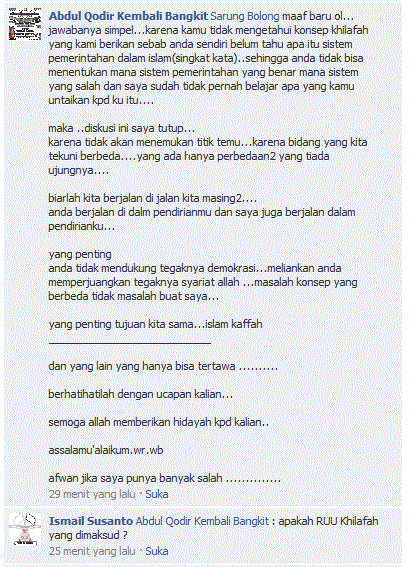 Abdul Qodir Kembali Bangkit Sarung Bolong maaf baru ol...
jawabanya simpel...karena kamu tidak mengetahui konsep khilafah
yang kami berikan sebab anda sendiri belum tahu apa itu sistem
pemerintahan dalam islam(singkat kata)..sehingga anda tidak bisa
menentukan mana sistem pemerintahan yang benar mana sistem
yang salah dan saya sudah tidak pernah belajar apa yang kamu
untaikan kpd ku itu....
maka ..diskusi ini saya tutup...
karena tidak akan menemukan titik temu...karena bidang yang kita
tekuni berbeda....yang ada hanya perbedaan2 yang tiada
ujungnya....
biarlah kita berjalan di jalan kita masing2....
anda berjalan di dalm pendirianmu dan saya juga berjalan dalam
pendirianku...
yang penting
anda tidak mendukung tegaknya demokrasi...meliankan anda
memperjuangkan tegaknya syariat allah ...masalah konsep yang
berbeda tidak masalah buat saya...
yang penting tujuan kita sama...islam kaffah
______________________________
dan yang lain yang hanya bisa tertawa ..........
berhatihatilah dengan ucapan kalian...
semoga allah memberikan hidayah kpd kalian..
assalamu'alaikum.wr.wb
afwan jika saya punya banyak salah ..............
29 menit yang lalu · Suka
Ismail Susanto Abdul Qodir Kembali Bangkit : apakah RUU Khilafah
yang dimaksud ?
25 menit yang lalu · Suka